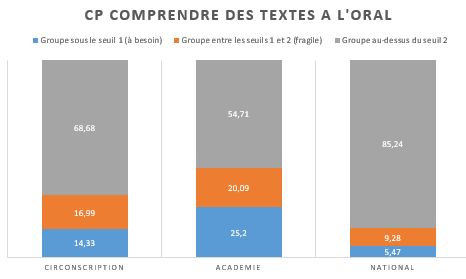 CP COMPRENDRE DES TEXTES A L'ORAL
Groupe sous le seuil 1 (à besoin) Groupe entre les seuils 1 et 2 (fragile) Groupe au-dessus du seuil 2
68,68 54,71 85,24
16,99 20,09 9,28
14,33 25,2 5,47
CIRCONSCRIPTION ACADEMIE NATIONAL